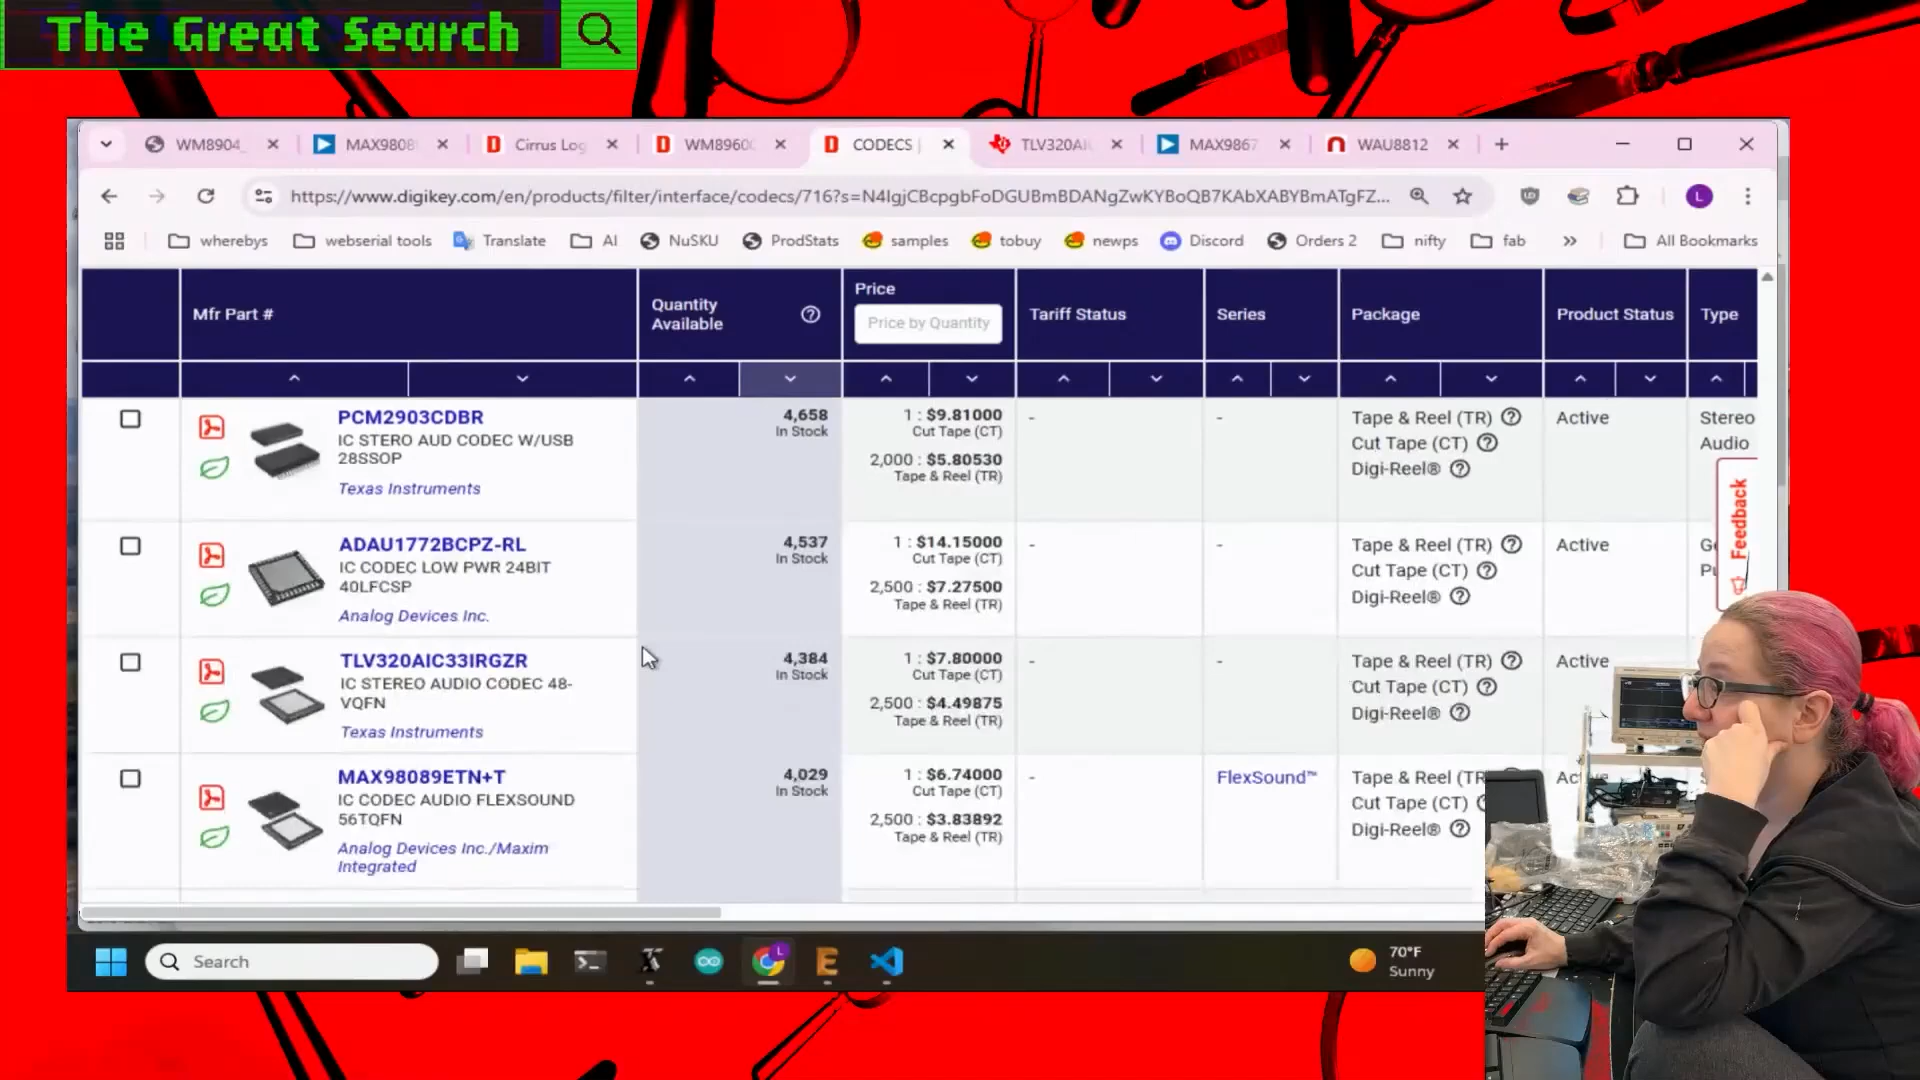 The Great Search
WM8904_
MAX9808
Cirrus Log
WM8960
CODECS |
TLV320AI
MAX9867
WAU8812
https://www.digikey.com/en/products/filter/interface/codecs/716?s=N4IgjCBcpgbFoDGUBmBDANgZwKYBoQB7KAbXABYBmATgFZ...
L
wherebys
webserial tools
Translate
AI
NuSKU
ProdStats
samples
tobuy
newps
Discord
Orders 2
nifty
fab
All Bookmarks
Mfr Part #
Quantity Available
Price
Price by Quantity
Tariff Status
Series
Package
Product Status
Type
PCM2903CDBR
IC STERO AUD CODEC W/USB
28SSOP
Texas Instruments
4,658
In Stock
1 : $9.81000
Cut Tape (CT)
2,000 : $5.80530
Tape & Reel (TR)
-
-
Tape & Reel (TR)
Cut Tape (CT)
Digi-Reel®
Active
Stereo
Audio
ADAU1772BCPZ-RL
IC CODEC LOW PWR 24BIT
40LFCSP
Analog Devices Inc.
4,537
In Stock
1 : $14.15000
Cut Tape (CT)
2,500 : $7.27500
Tape & Reel (TR)
-
-
Tape & Reel (TR)
Cut Tape (CT)
Digi-Reel®
Active
Feedback
TLV320AIC33IRGZR
IC STEREO AUDIO CODEC 48-
VQFN
Texas Instruments
4,384
In Stock
1 : $7.80000
Cut Tape (CT)
2,500 : $4.49875
Tape & Reel (TR)
-
-
Tape & Reel (TR)
Cut Tape (CT)
Digi-Reel®
Active
MAX98089ETN+T
IC CODEC AUDIO FLEXSOUND
56TQFN
Analog Devices Inc./Maxim
Integrated
4,029
In Stock
1 : $6.74000
Cut Tape (CT)
2,500 : $3.83892
Tape & Reel (TR)
-
FlexSound™
Tape & Reel (TR
Cut Tape (CT)
Digi-Reel®
Search
70°F
Sunny